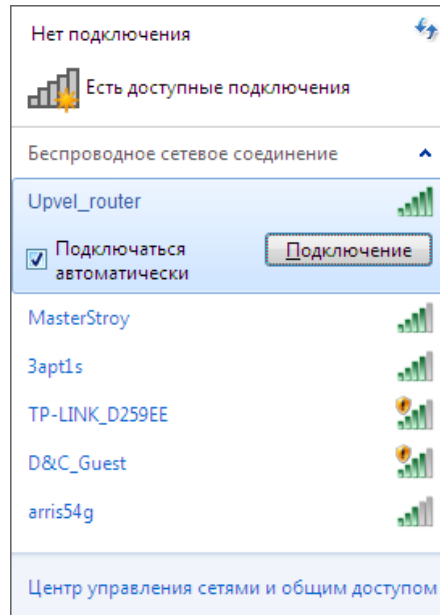 Нет подключения
Есть доступные подключения
Беспроводное сетевое соединение
Upvel_router
Подключаться
автоматически
Подключение
MasterStroy
3apt1s
TP-LINK_D259EE
D&C_Guest
arris54g
Центр управления сетями и общим доступом